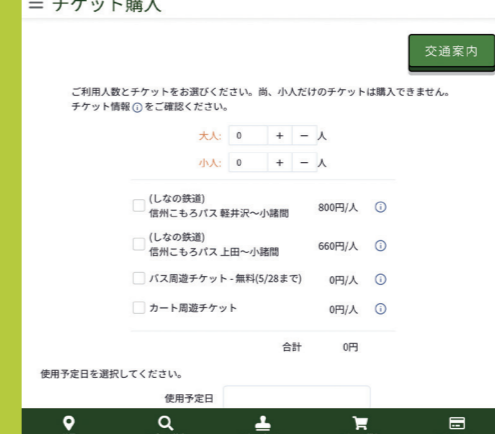 チケット購入
交通案内
ご利用人数とチケットをお選びください。尚、小人だけのチケットは購入できません。
チケット情報ⓘをご確認ください。
大人: 0 + − 人
小人: 0 + − 人
(しなの鉄道)
信州こもろパス 軽井沢〜小諸間 800円/人
(しなの鉄道)
信州こもろパス 上田〜小諸間 660円/人
バス周遊チケット - 無料(5/28まで) 0円/人
カート周遊チケット 0円/人
合計 0円
使用予定日を選択してください。
使用予定日